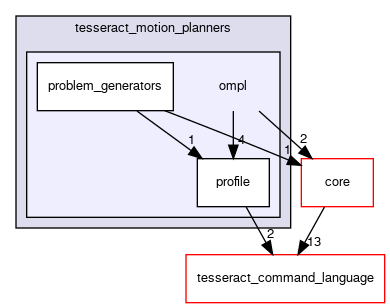 tesseract_motion_planners
problem_generators
ompl
1
4
1
2
profile
core
2
13
tesseract_command_language